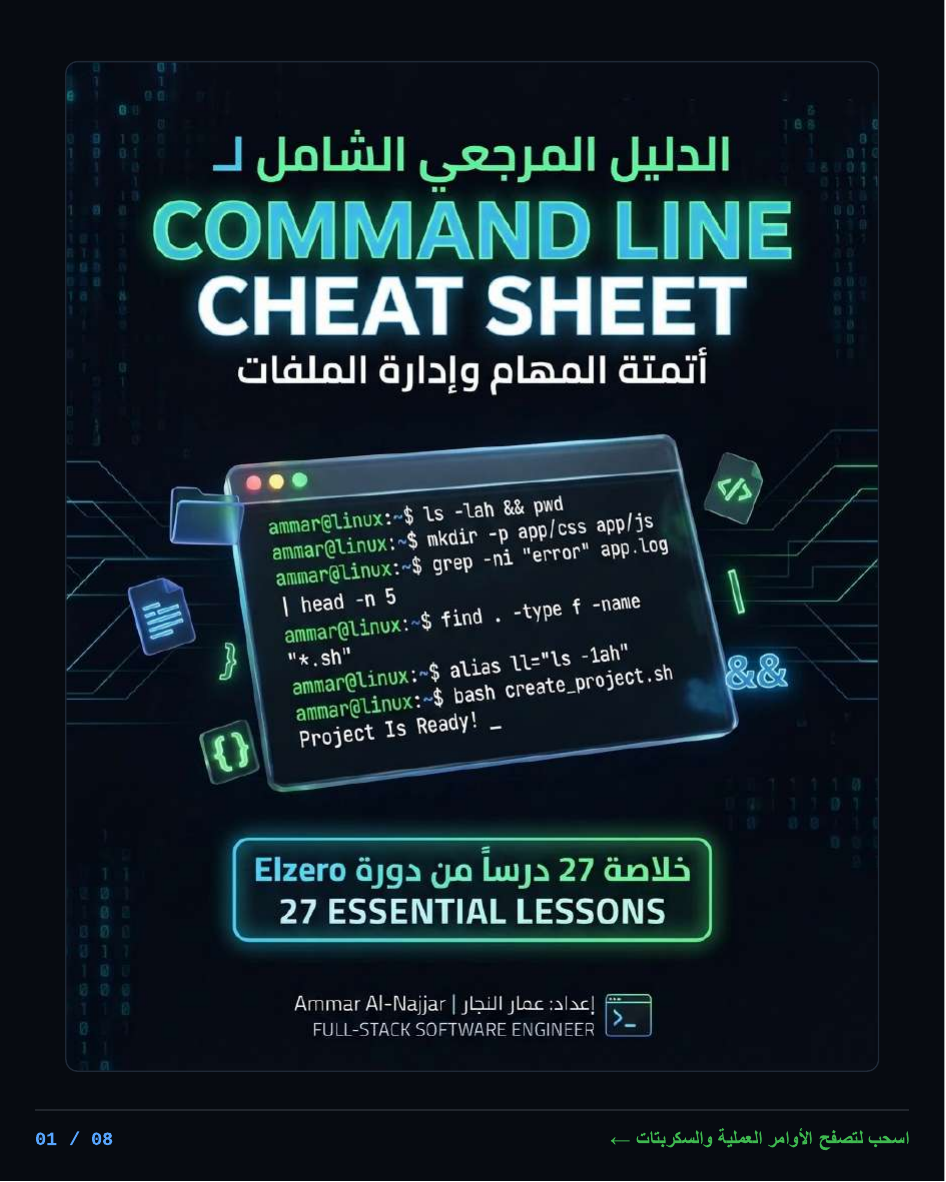 الدليل المرجعي الشامل لـ
COMMAND LINE
CHEAT SHEET
أتمتة المهام وإدارة الملفات
ammar@linux:~$ ls -lah && pwd
ammar@linux:~$ mkdir -p app/css app/js
ammar@linux:~$ grep -ni "error" app.log
| head -n 5
ammar@linux:~$ find . -type f -name
"*.sh"
ammar@linux:~$ alias ll="ls -1ah"
ammar@linux:~$ bash create_project.sh
Project Is Ready! _
</>
|
}
&&
{}
خلاصة 27 درساً من دورة Elzero
27 ESSENTIAL LESSONS
إعداد: عمار النجار | Ammar Al-Najjar
FULL-STACK SOFTWARE ENGINEER
>_
01 / 08
اسحب لتصفح الأوامر العملية والسكربتات ←